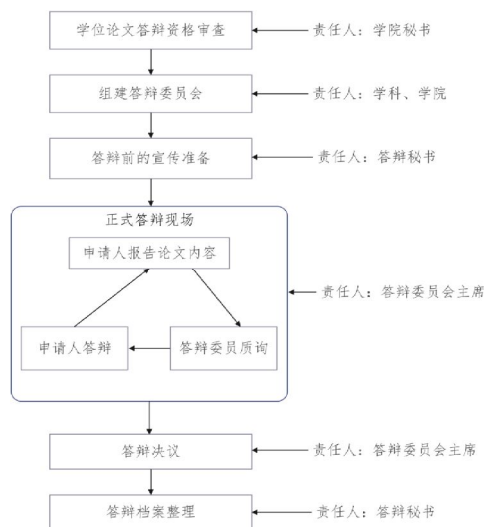 学位论文答辩资格审查
责任人：学院秘书
组建答辩委员会
责任人：学科、学院
答辩前的宣传准备
责任人：答辩秘书
正式答辩现场
申请人报告论文内容
责任人：答辩委员会主席
申请人答辩
答辩委员质询
答辩决议
责任人：答辩委员会主席
答辩档案整理
责任人：答辩秘书